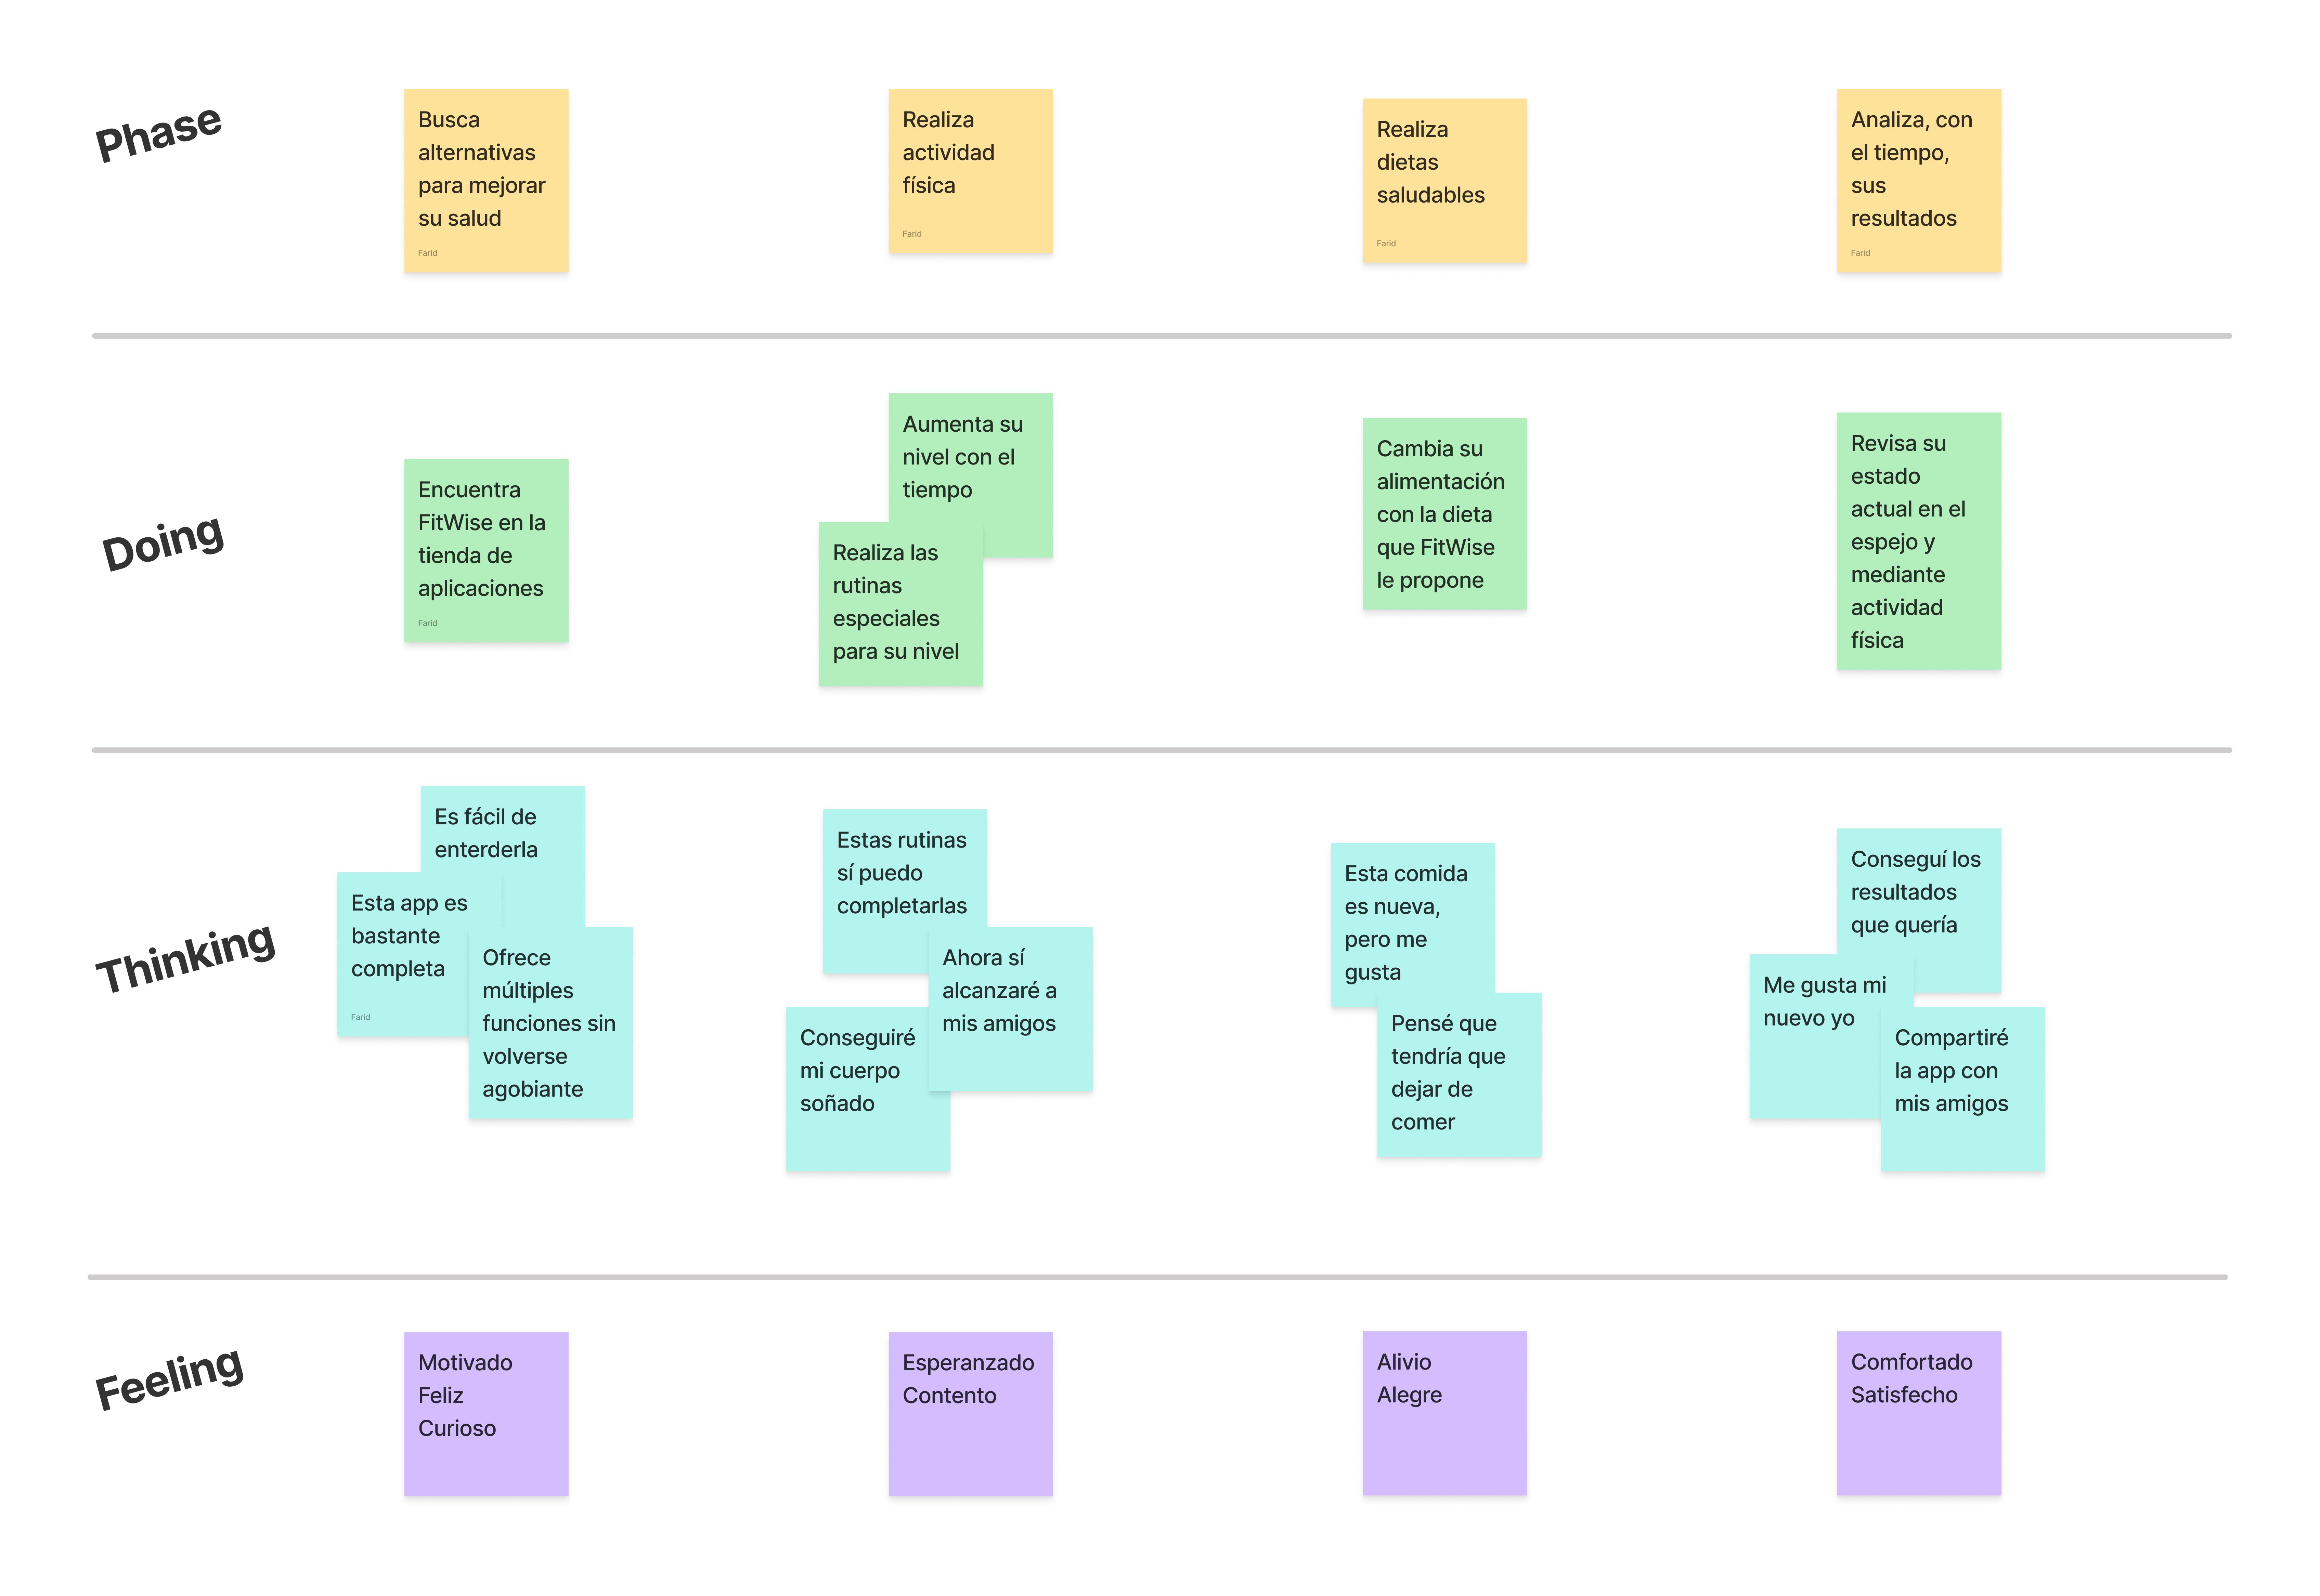 Phase
Busca
alternativas
para mejorar
su salud
Farid
Realiza
actividad
física
Farid
Realiza
dietas
saludables
Farid
Analiza, con
el tiempo,
sus
resultados
Farid
Doing
Encuentra
FitWise en la
tienda de
aplicaciones
Farid
Aumenta su
nivel con el
tiempo
Realiza las
rutinas
especiales
para su nivel
Cambia su
alimentación
con la dieta
que FitWise
le propone
Revisa su
estado
actual en el
espejo y
mediante
actividad
física
Thinking
Es fácil de
enterderla
Esta app es
bastante
completa
Farid
Ofrece
múltiples
funciones sin
volverse
agobiante
Estas rutinas
sí puedo
completarlas
Ahora sí
alcanzaré a
mis amigos
Conseguiré
mi cuerpo
soñado
Esta comida
es nueva,
pero me
gusta
Pensé que
tendría que
dejar de
comer
Conseguí los
resultados
que quería
Me gusta mi
nuevo yo
Compartiré
la app con
mis amigos
Feeling
Motivado
Feliz
Curioso
Esperanzado
Contento
Alivio
Alegre
Comfortado
Satisfecho